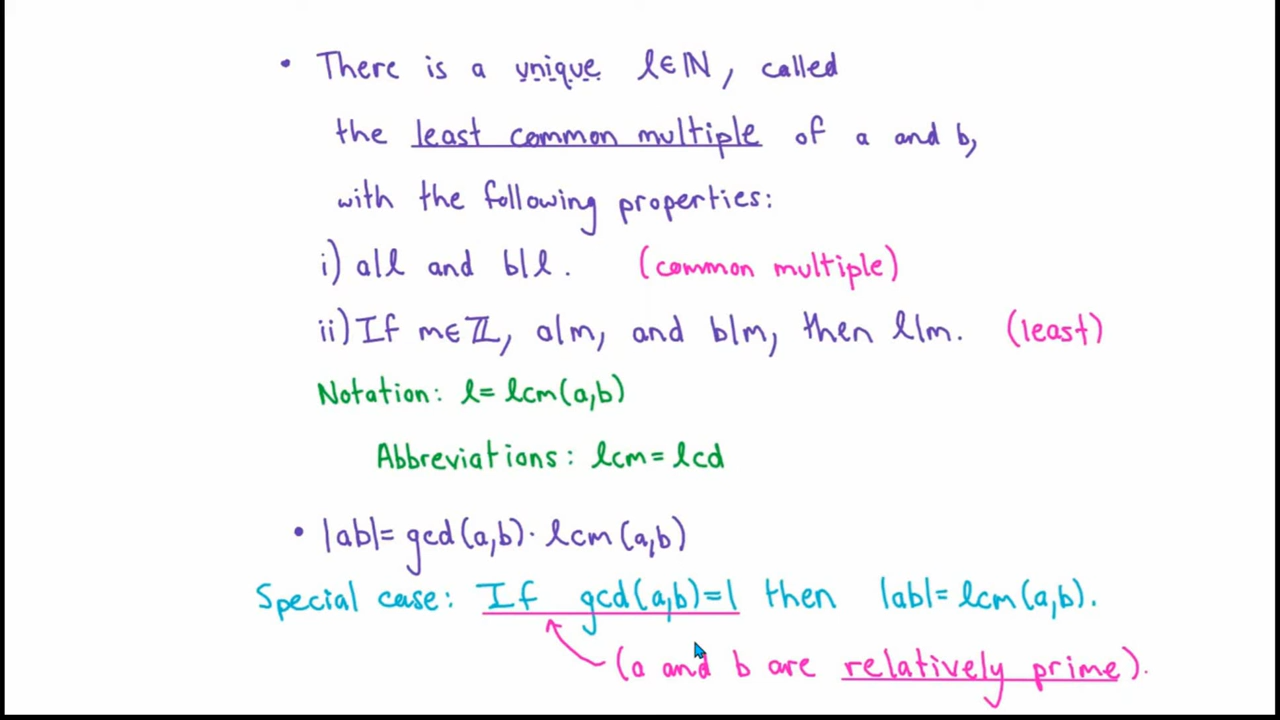 • There is a unique l∈ℕ, called
the least common multiple of a and b,
with the following properties:
i) a|l and b|l. (common multiple)
ii) If m∈ℤ, a|m, and b|m, then l|m. (least)
Notation: l= lcm(a,b)
Abbreviations: lcm = lcd
• |ab|= gcd(a,b)· lcm(a,b)
Special case: If gcd(a,b)=1 then |ab|= lcm(a,b).
(a and b are relatively prime).